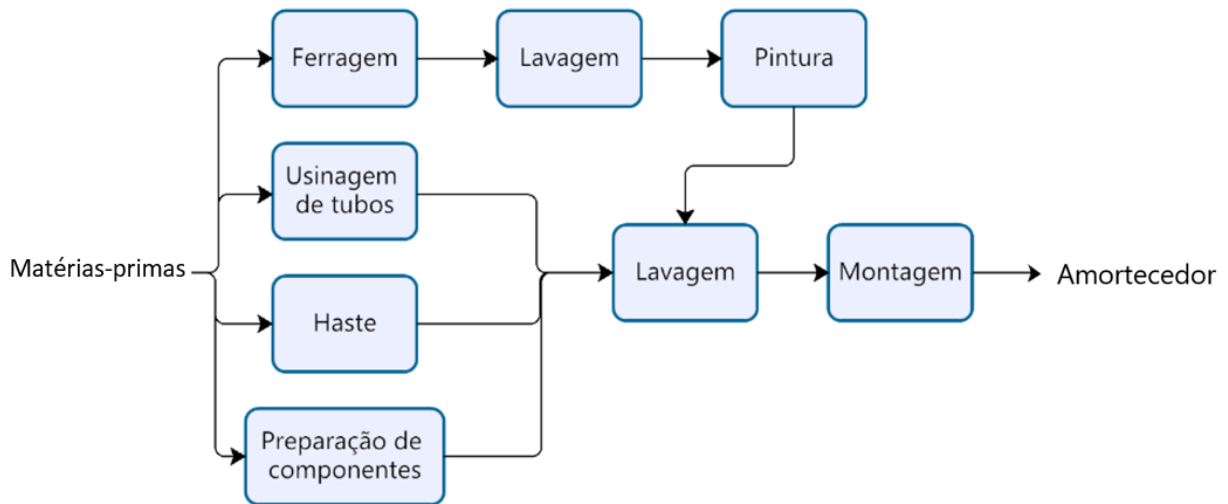 Ferragem
Lavagem
Pintura
Usinagem
de tubos
Matérias-primas
Lavagem
Montagem
Amortecedor
Haste
Preparação de
componentes